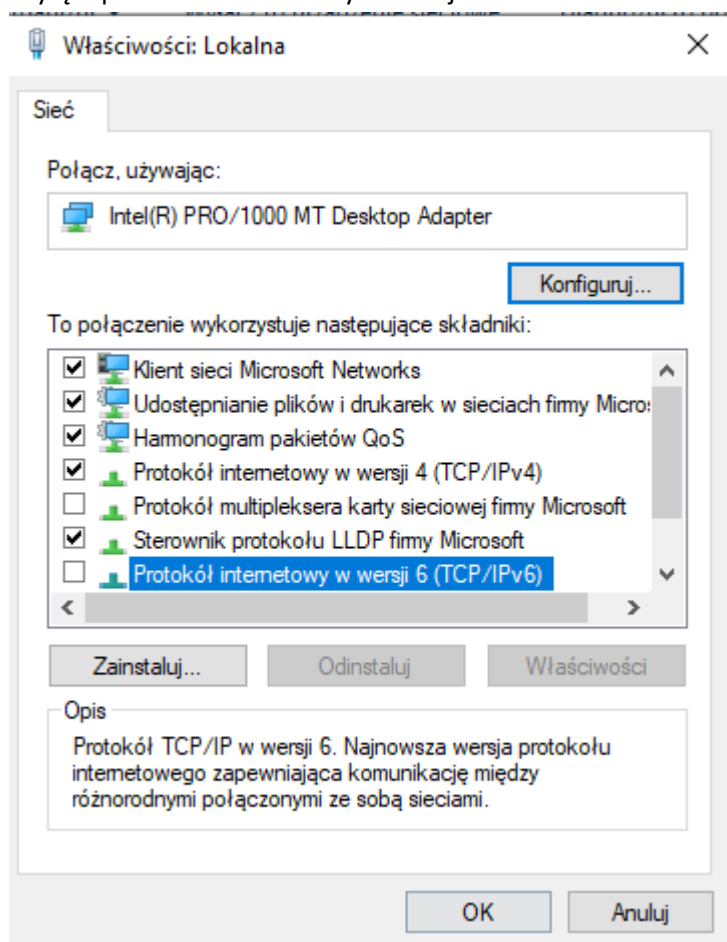 Właściwości: Lokalna
Sieć
Połącz, używając:
Intel(R) PRO/1000 MT Desktop Adapter
Konfiguruj...
To połączenie wykorzystuje następujące składniki:
Klient sieci Microsoft Networks
Udostępnianie plików i drukarek w sieciach firmy Micro
Harmonogram pakietów QoS
Protokół internetowy w wersji 4 (TCP/IPv4)
Protokół multipleksera karty sieciowej firmy Microsoft
Sterownik protokołu LLDP firmy Microsoft
Protokół internetowy w wersji 6 (TCP/IPv6)
Zainstaluj... Odinstaluj Właściwości
Opis
Protokół TCP/IP w wersji 6. Najnowsza wersja protokołu
internetowego zapewniająca komunikację między
różnorodnymi połączonymi ze sobą sieciami.
OK Anuluj